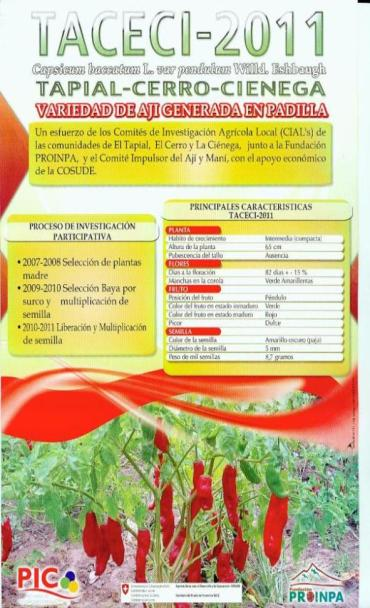 TACECI-2011
Capsicum baccatum L. var pendulum Willd. Eshbaugh
TAPIAL-CERRO-CIENEGA
VARIEDAD DE AJI GENERADA EN PADILLA
Un esfuerzo de los Comités de Investigación Agrícola Local (CIAL's) de
las comunidades de El Tapial, El Cerro y La Ciénega, junto a la Fundación
PROINPA, y el Comité Impulsor del Ají y Maní, con el apoyo económico
de la COSUDE.
PROCESO DE INVESTIGACIÓN
PARTICIPATIVA
• 2007-2008 Selección de plantas
madre
• 2009-2010 Selección Baya por
surco y multiplicación de
semilla
• 2010-2011 Liberación y Multiplicación
de semilla
PRINCIPALES CARACTERISTICAS
TACECI-2011
PLANTA
Habito de crecimiento Intermedia (compacta)
Altura de la planta 65 cm
Pubescencia del tallo Ausencia
FLORES
Dias a la floración 82 dias + - 15 %
Manchas en la corola Verde Amarillentas
FRUTO
Posición del fruto Péndulo
Color del fruto en estado inmaduro Verde
Color del fruto en estado maduro Rojo
Picor Dulce
SEMILLA
Color de la semilla Amarillo oscuro (paja)
Diámetro de la semilla 5 mm
Peso de mil semillas 8,7 gramos
PIC
PROINPA